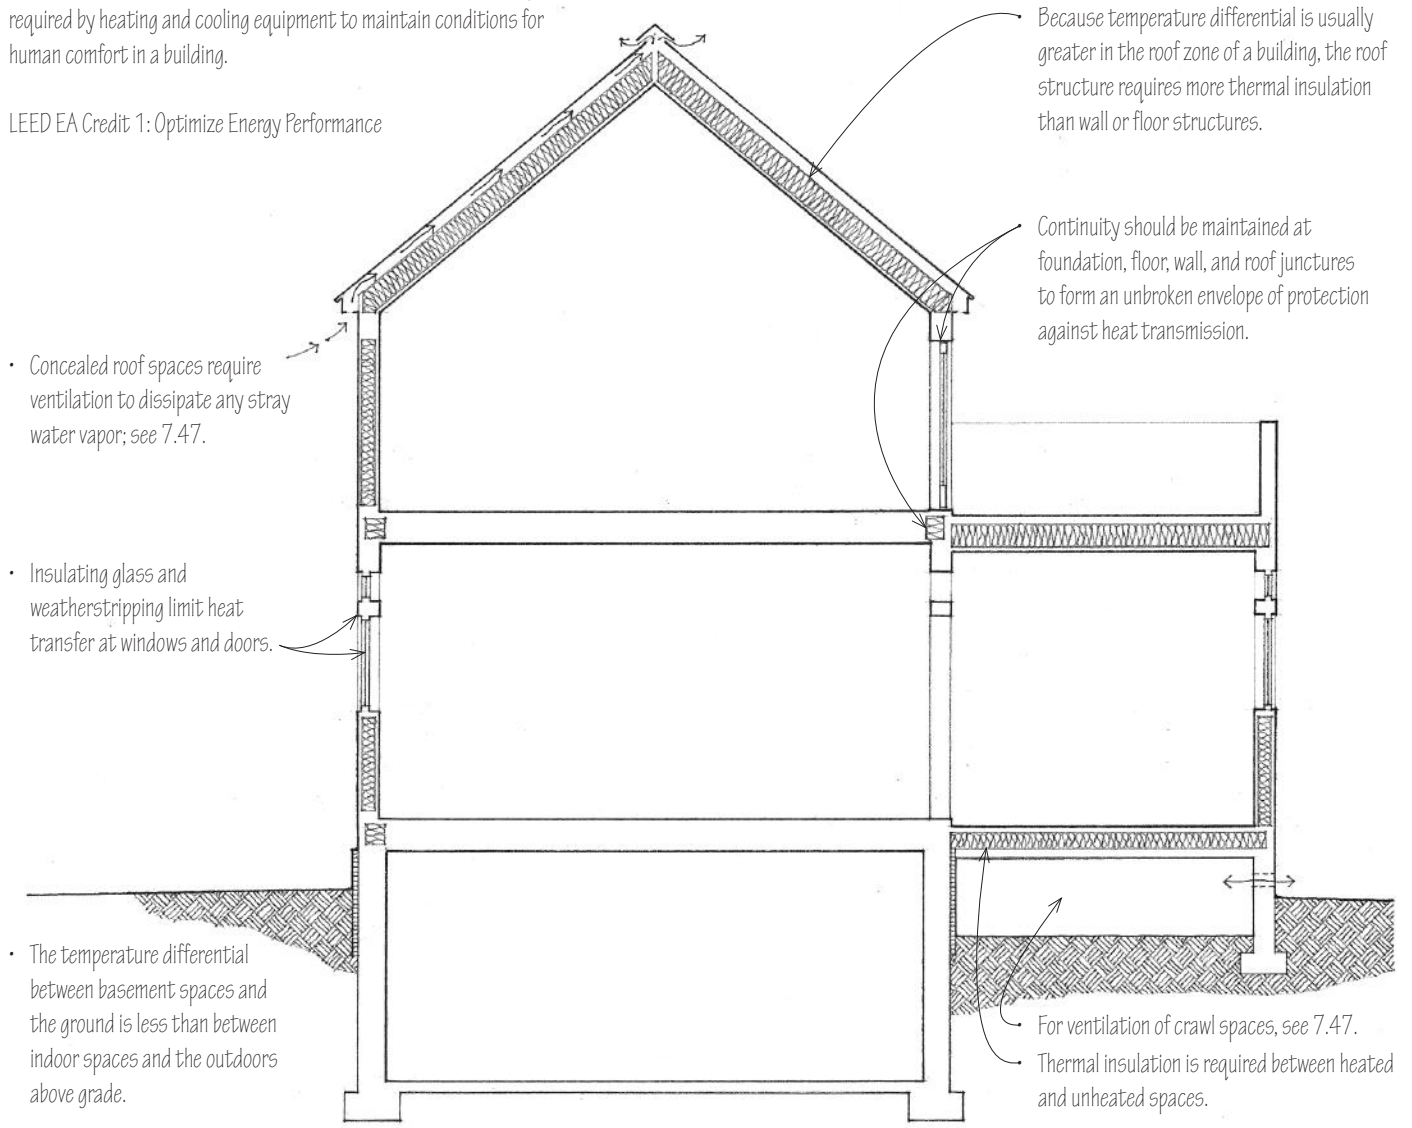 required by heating and cooling equipment to maintain conditions for
human comfort in a building.
LEED EA Credit 1: Optimize Energy Performance
• Because temperature differential is usually
greater in the roof zone of a building, the roof
structure requires more thermal insulation
than wall or floor structures.
• Continuity should be maintained at
foundation, floor, wall, and roof junctures
to form an unbroken envelope of protection
against heat transmission.
• Concealed roof spaces require
ventilation to dissipate any stray
water vapor; see 7.47.
• Insulating glass and
weatherstripping limit heat
transfer at windows and doors.
• The temperature differential
between basement spaces and
the ground is less than between
indoor spaces and the outdoors
above grade.
• For ventilation of crawl spaces, see 7.47.
• Thermal insulation is required between heated
and unheated spaces.